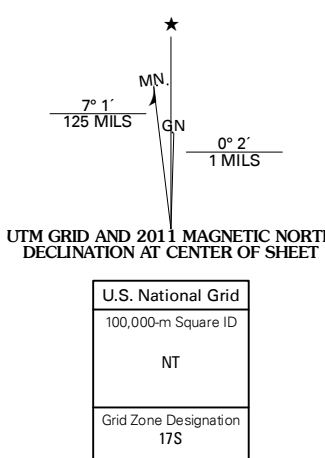 MN.
7° 1´
125 MILS
GN
0° 2´
1 MILS
UTM GRID AND 2011 MAGNETIC NORTH
DECLINATION AT CENTER OF SHEET
U.S. National Grid
100,000-m Square ID
NT
Grid Zone Designation
17S